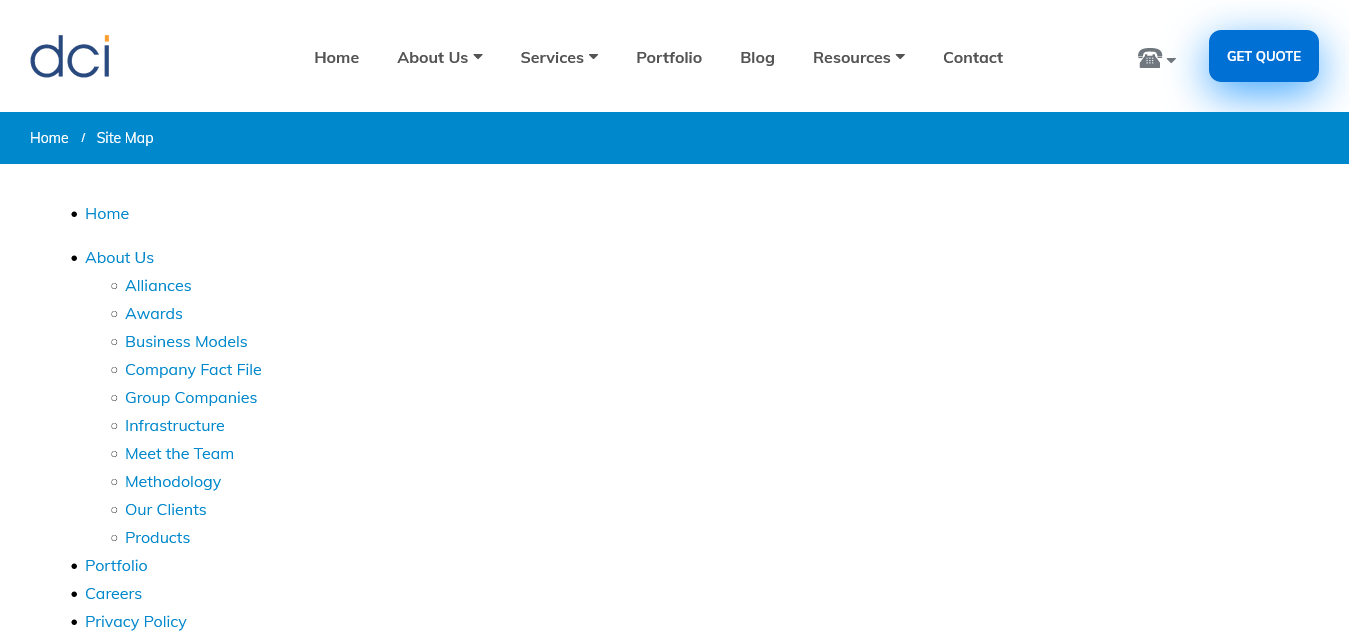 dci
Home About Us Services Portfolio Blog Resources Contact GET QUOTE
Home / Site Map
Home
About Us
Alliances
Awards
Business Models
Company Fact File
Group Companies
Infrastructure
Meet the Team
Methodology
Our Clients
Products
Portfolio
Careers
Privacy Policy